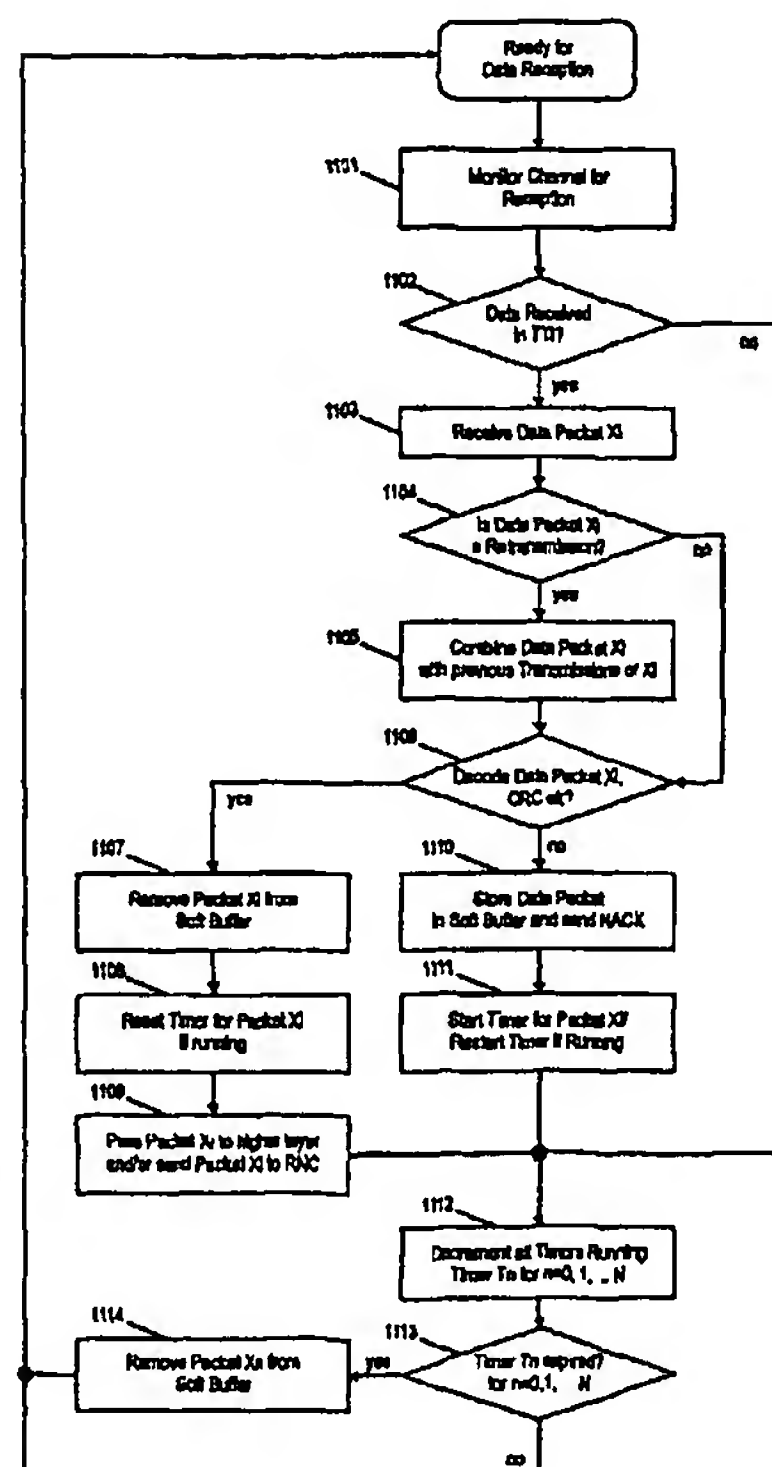 Ready for
Data Reception
1101
Monitor Channel for
Reception
1102
Data Received
in TTI?
no
yes
1103
Receive Data Packet Xi
1104
Is Data Packet Xi
a Retransmission?
no
yes
1105
Combine Data Packet Xi
with previous Transmissions of Xi
1106
Decode Data Packet Xi,
CRC ok?
yes
no
1107
Remove Packet Xi from
Soft Buffer
1110
Store Data Packet
in Soft Buffer and send NACK
1108
Reset Timer for Packet Xi
if running
1111
Start Timer for Packet Xi/
Restart Timer if Running
1109
Pass Packet Xi to higher layer
and/or send Packet Xi to RNC
1112
Decrement all Timers Running
Timer Tn for n=0, 1, .. N
1114
Remove Packet Xn from
Soft Buffer
yes
1113
Timer Tn expired?
for n=0,1, N
no